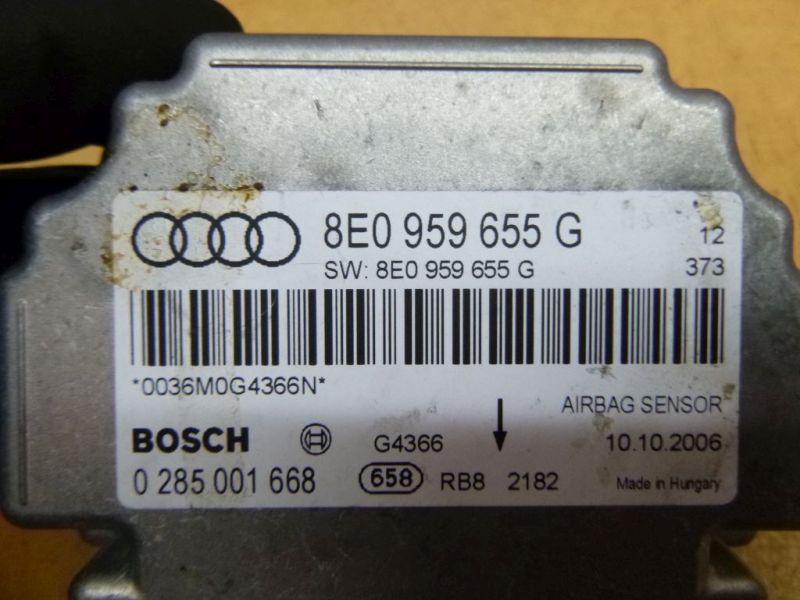 8E0 959 655 G 12
SW: 8E0 959 655 G 373
*0036M0G4366N*
AIRBAG SENSOR
BOSCH G4366 10.10.2006
0 285 001 668 658 RB8 2182 Made in Hungary